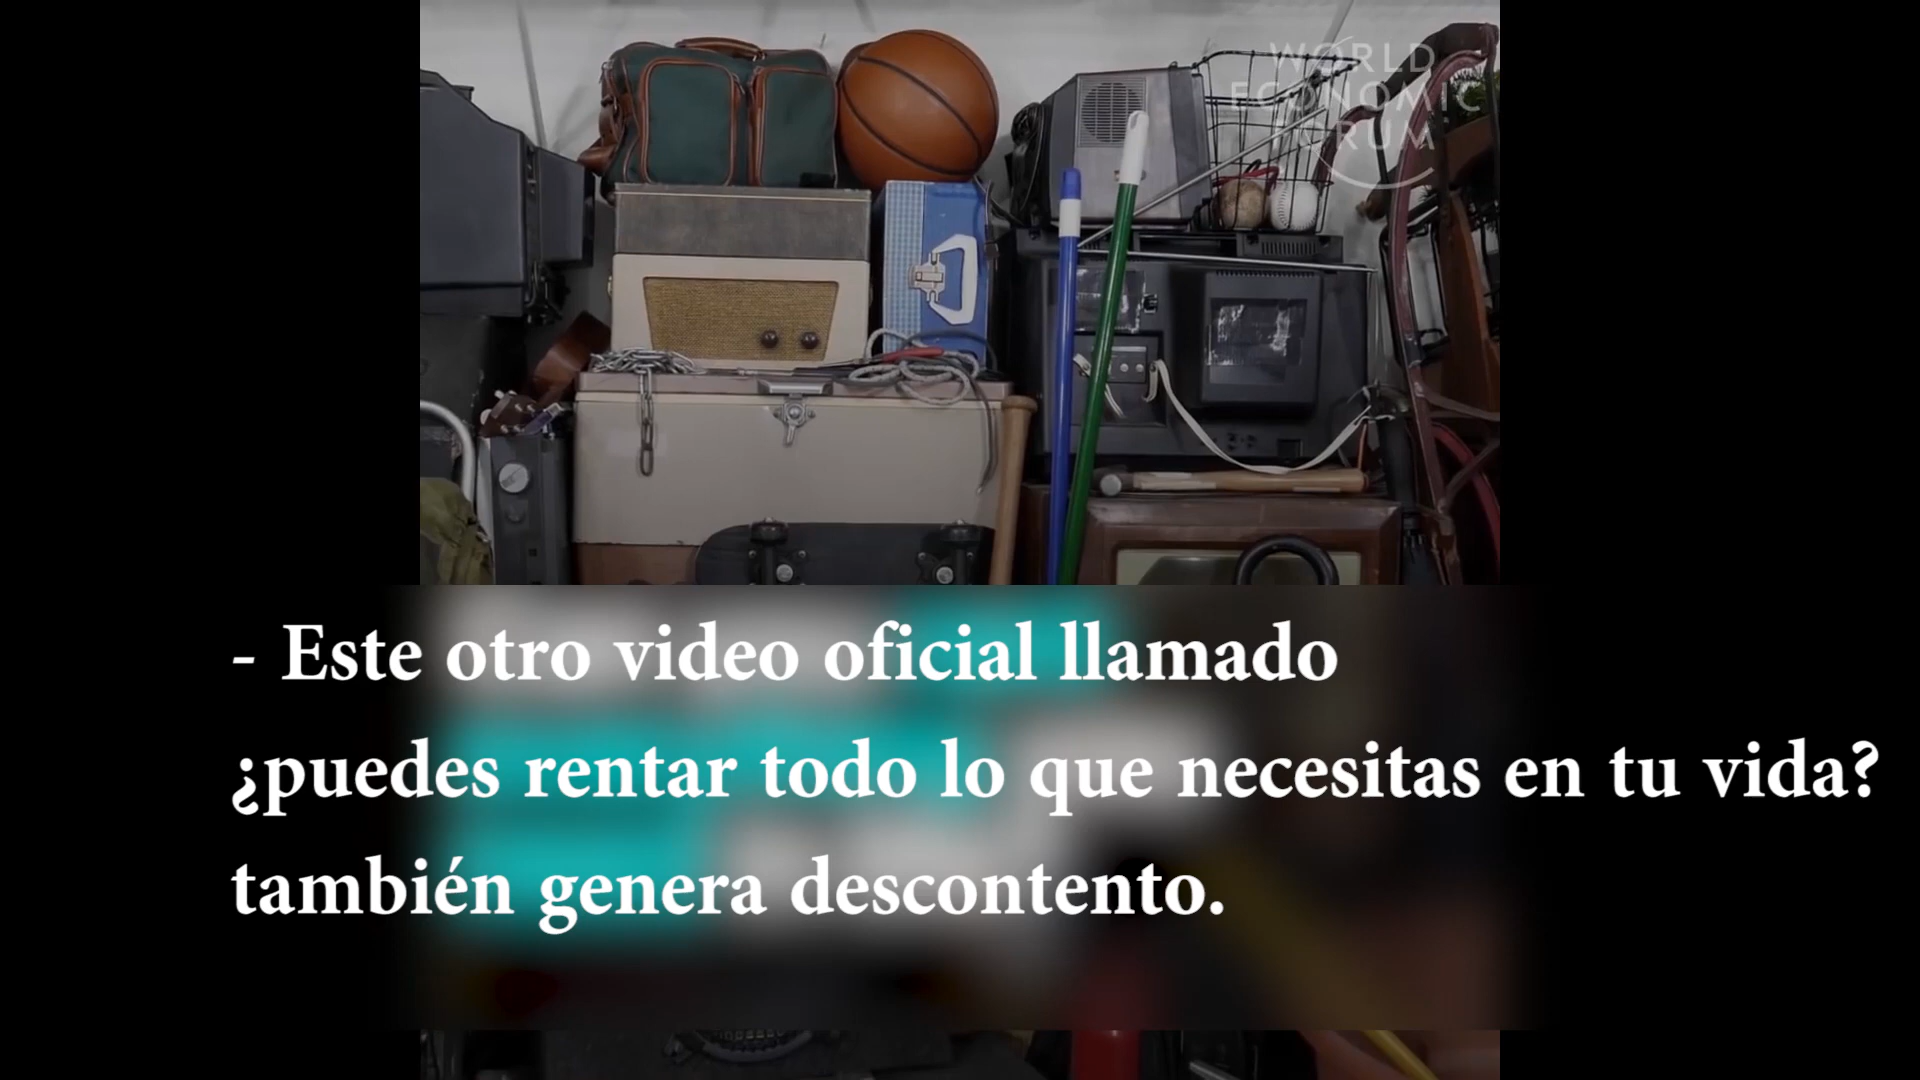 WORLD
ECONOMIC
FORUM
- Este otro video oficial llamado
¿puedes rentar todo lo que necesitas en tu vida?
también genera descontento.